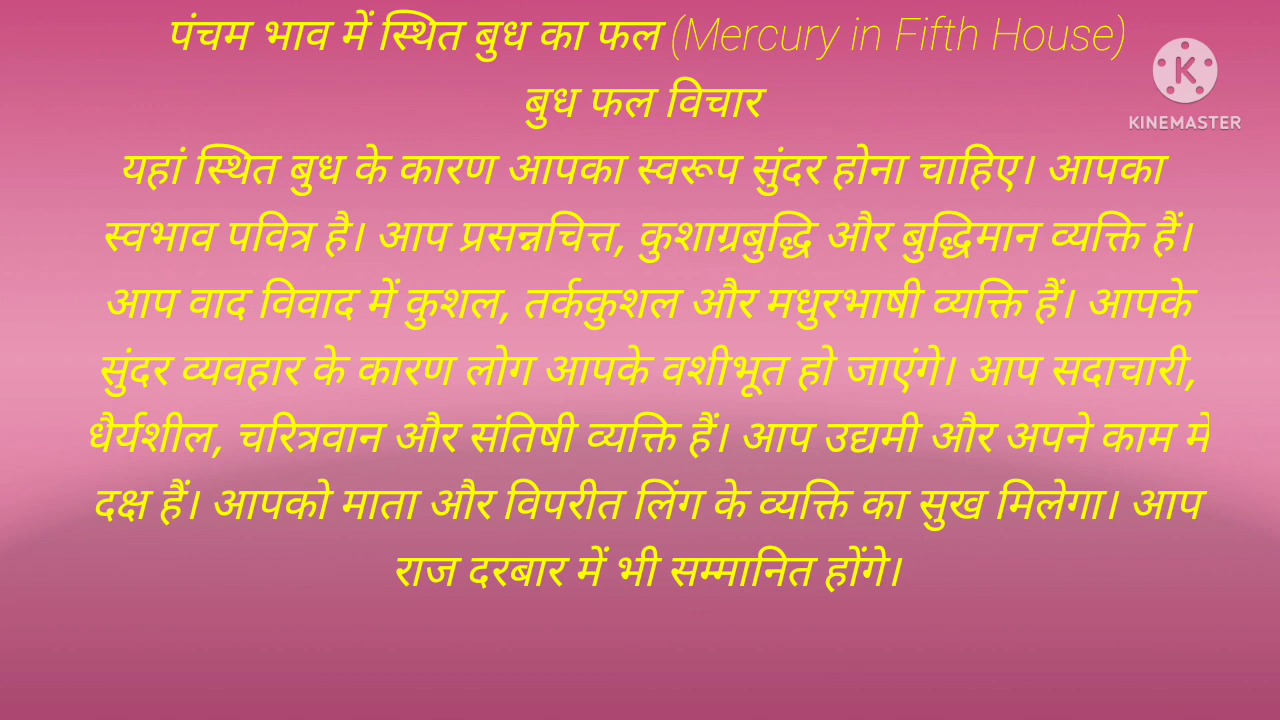 पंचम भाव में स्थित बुध का फल (Mercury in Fifth House)
बुध फल विचार
यहां स्थित बुध के कारण आपका स्वरूप सुंदर होना चाहिए। आपका
स्वभाव पवित्र है। आप प्रसन्नचित्त, कुशाग्रबुद्धि और बुद्धिमान व्यक्ति हैं।
आप वाद विवाद में कुशल, तर्ककुशल और मधुरभाषी व्यक्ति हैं। आपके
सुंदर व्यवहार के कारण लोग आपके वशीभूत हो जाएंगे। आप सदाचारी,
धैर्यशील, चरित्रवान और संतिषी व्यक्ति हैं। आप उद्यमी और अपने काम में
दक्ष हैं। आपको माता और विपरीत लिंग के व्यक्ति का सुख मिलेगा। आप
राज दरबार में भी सम्मानित होंगे।
K
KINEMASTER